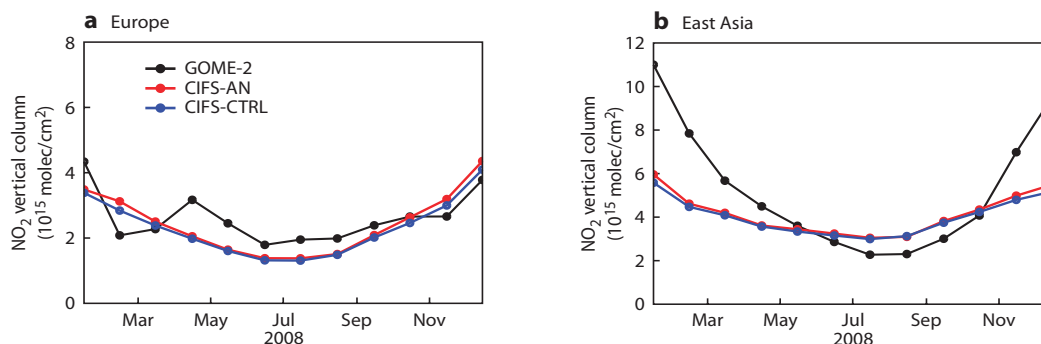 a Europe
8
6
4
2
0
NO2 vertical column
(10^15 molec/cm^2)
GOME-2
CIFS-AN
CIFS-CTRL
Mar May Jul Sep Nov
2008
b East Asia
12
10
8
6
4
2
0
NO2 vertical column
(10^15 molec/cm^2)
Mar May Jul Sep Nov
2008